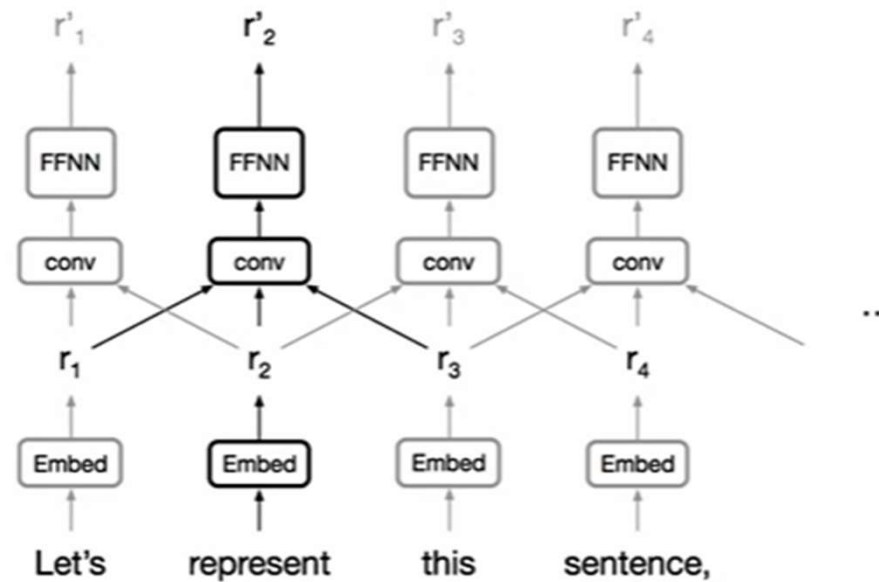 r'₁ r'₂ r'₃ r'₄
FFNN FFNN FFNN FFNN
conv conv conv conv
..
r₁ r₂ r₃ r₄
Embed Embed Embed Embed
Let's represent this sentence,